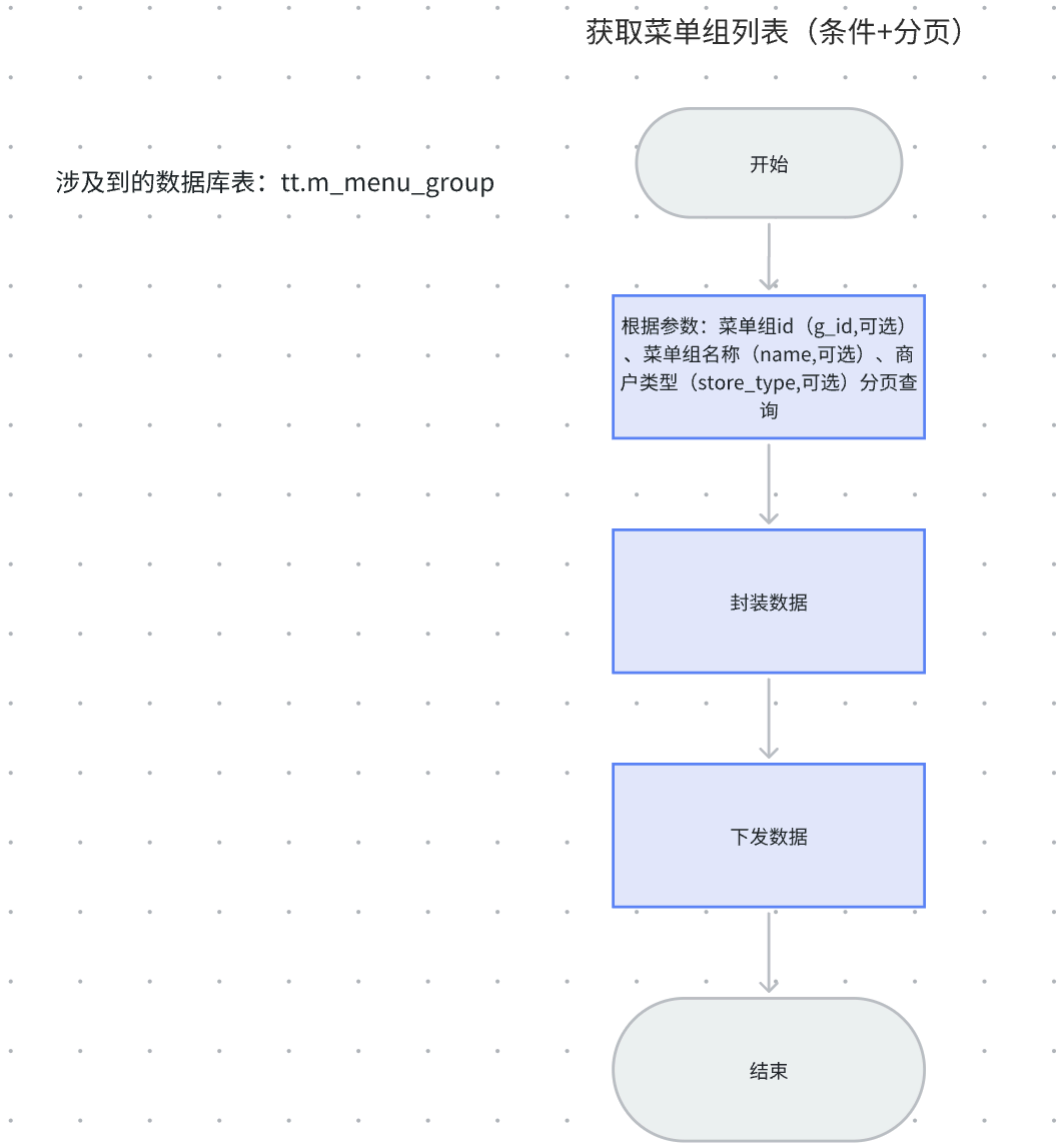 获取菜单组列表（条件+分页）
开始
涉及到的数据库表：tt.m_menu_group
根据参数：菜单组id（g_id,可选）
、菜单组名称（name,可选）、商
户类型（store_type,可选）分页查
询
封装数据
下发数据
结束